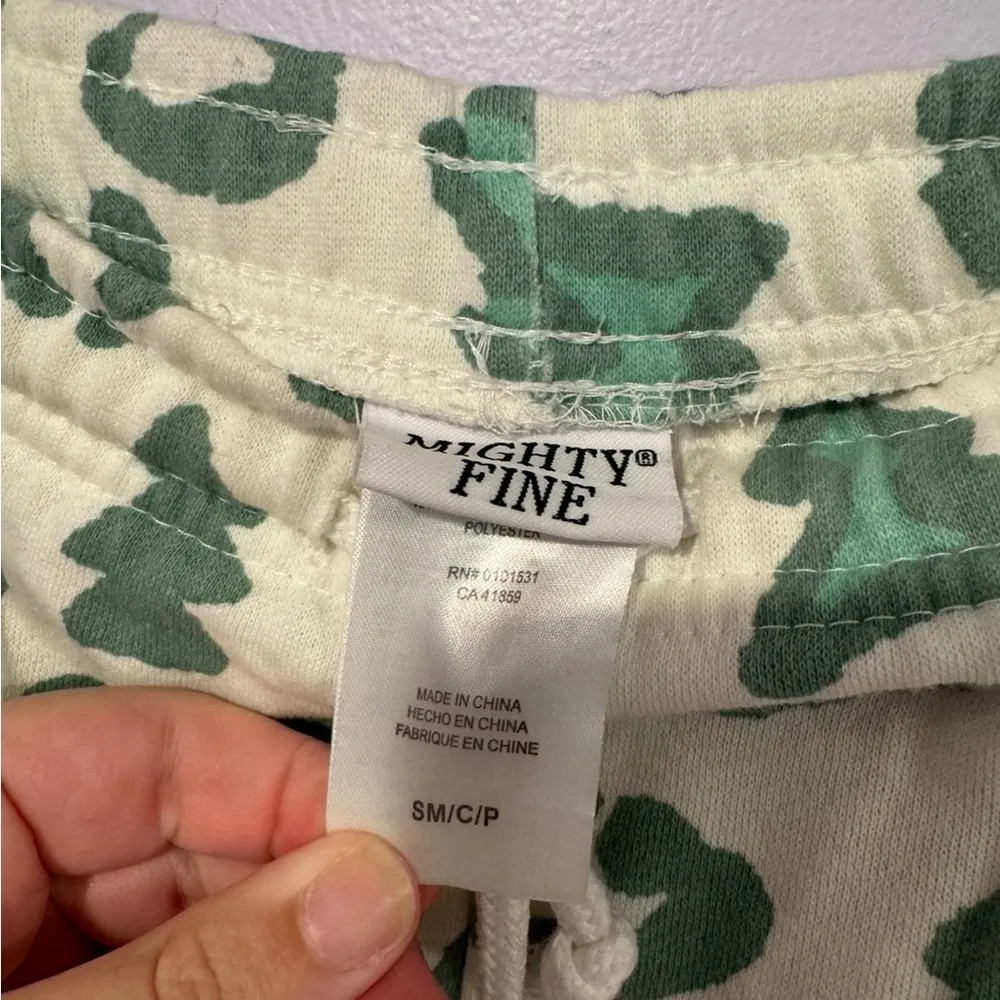 MIGHTY®
FINE
POLYESTER
RN# 0101531
CA 41859
MADE IN CHINA
HECHO EN CHINA
FABRIQUE EN CHINE
SM/C/P